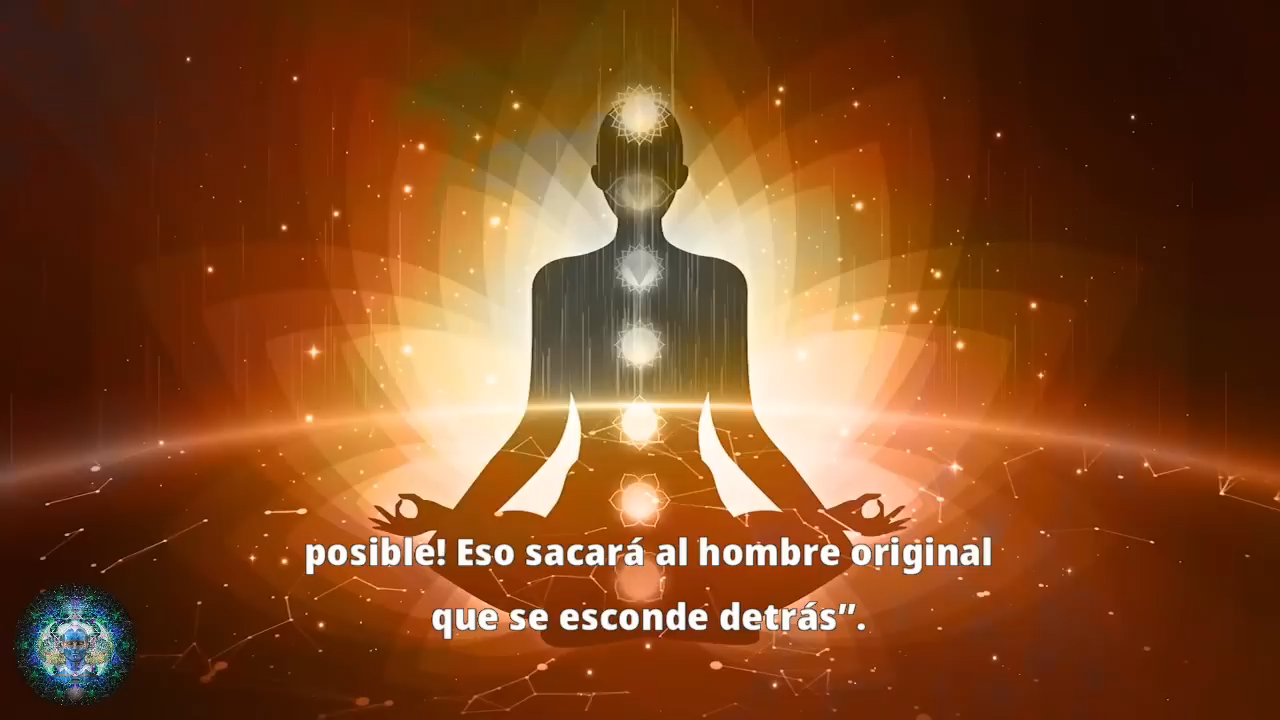 posible! Eso sacará al hombre original
que se esconde detrás”.